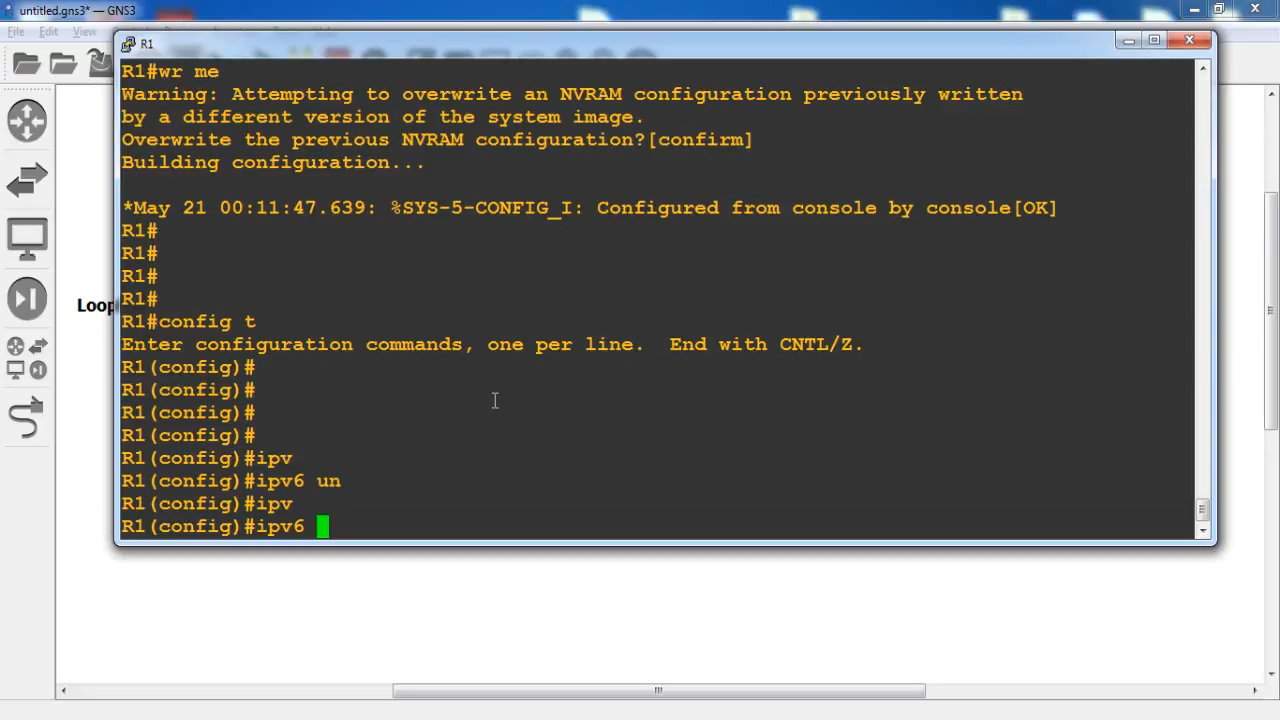 untitled.gns3* — GNS3
File Edit View
R1
R1#wr me
Warning: Attempting to overwrite an NVRAM configuration previously written
by a different version of the system image.
Overwrite the previous NVRAM configuration?[confirm]
Building configuration...
*May 21 00:11:47.639: %SYS-5-CONFIG_I: Configured from console by console[OK]
R1#
R1#
R1#
R1#
Loop
R1#config t
Enter configuration commands, one per line.  End with CNTL/Z.
R1(config)#
R1(config)#
R1(config)#
R1(config)#
R1(config)#ipv
R1(config)#ipv6 un
R1(config)#ipv
R1(config)#ipv6